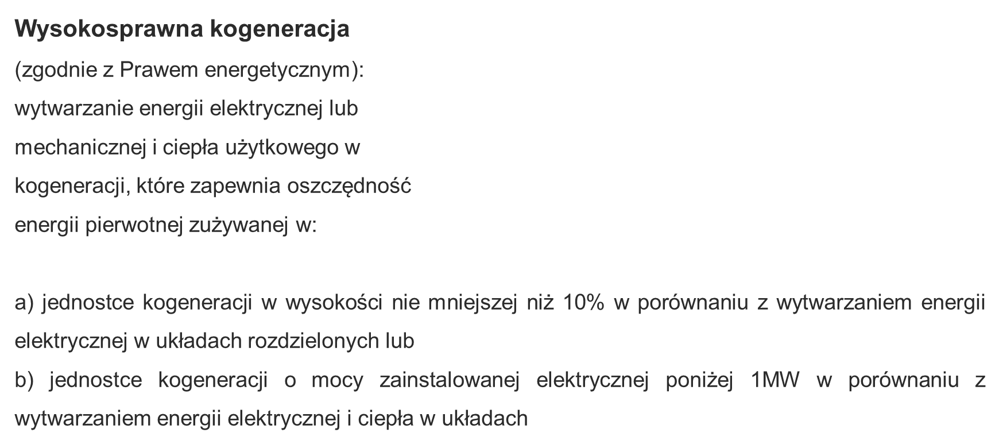 Wysokosprawna kogeneracja
(zgodnie z Prawem energetycznym):
wytwarzanie energii elektrycznej lub
mechanicznej i ciepła użytkowego w
kogeneracji, które zapewnia oszczędność
energii pierwotnej zużywanej w:
a) jednostce kogeneracji w wysokości nie mniejszej niż 10% w porównaniu z wytwarzaniem energii
elektrycznej w układach rozdzielonych lub
b) jednostce kogeneracji o mocy zainstalowanej elektrycznej poniżej 1MW w porównaniu z
wytwarzaniem energii elektrycznej i ciepła w układach